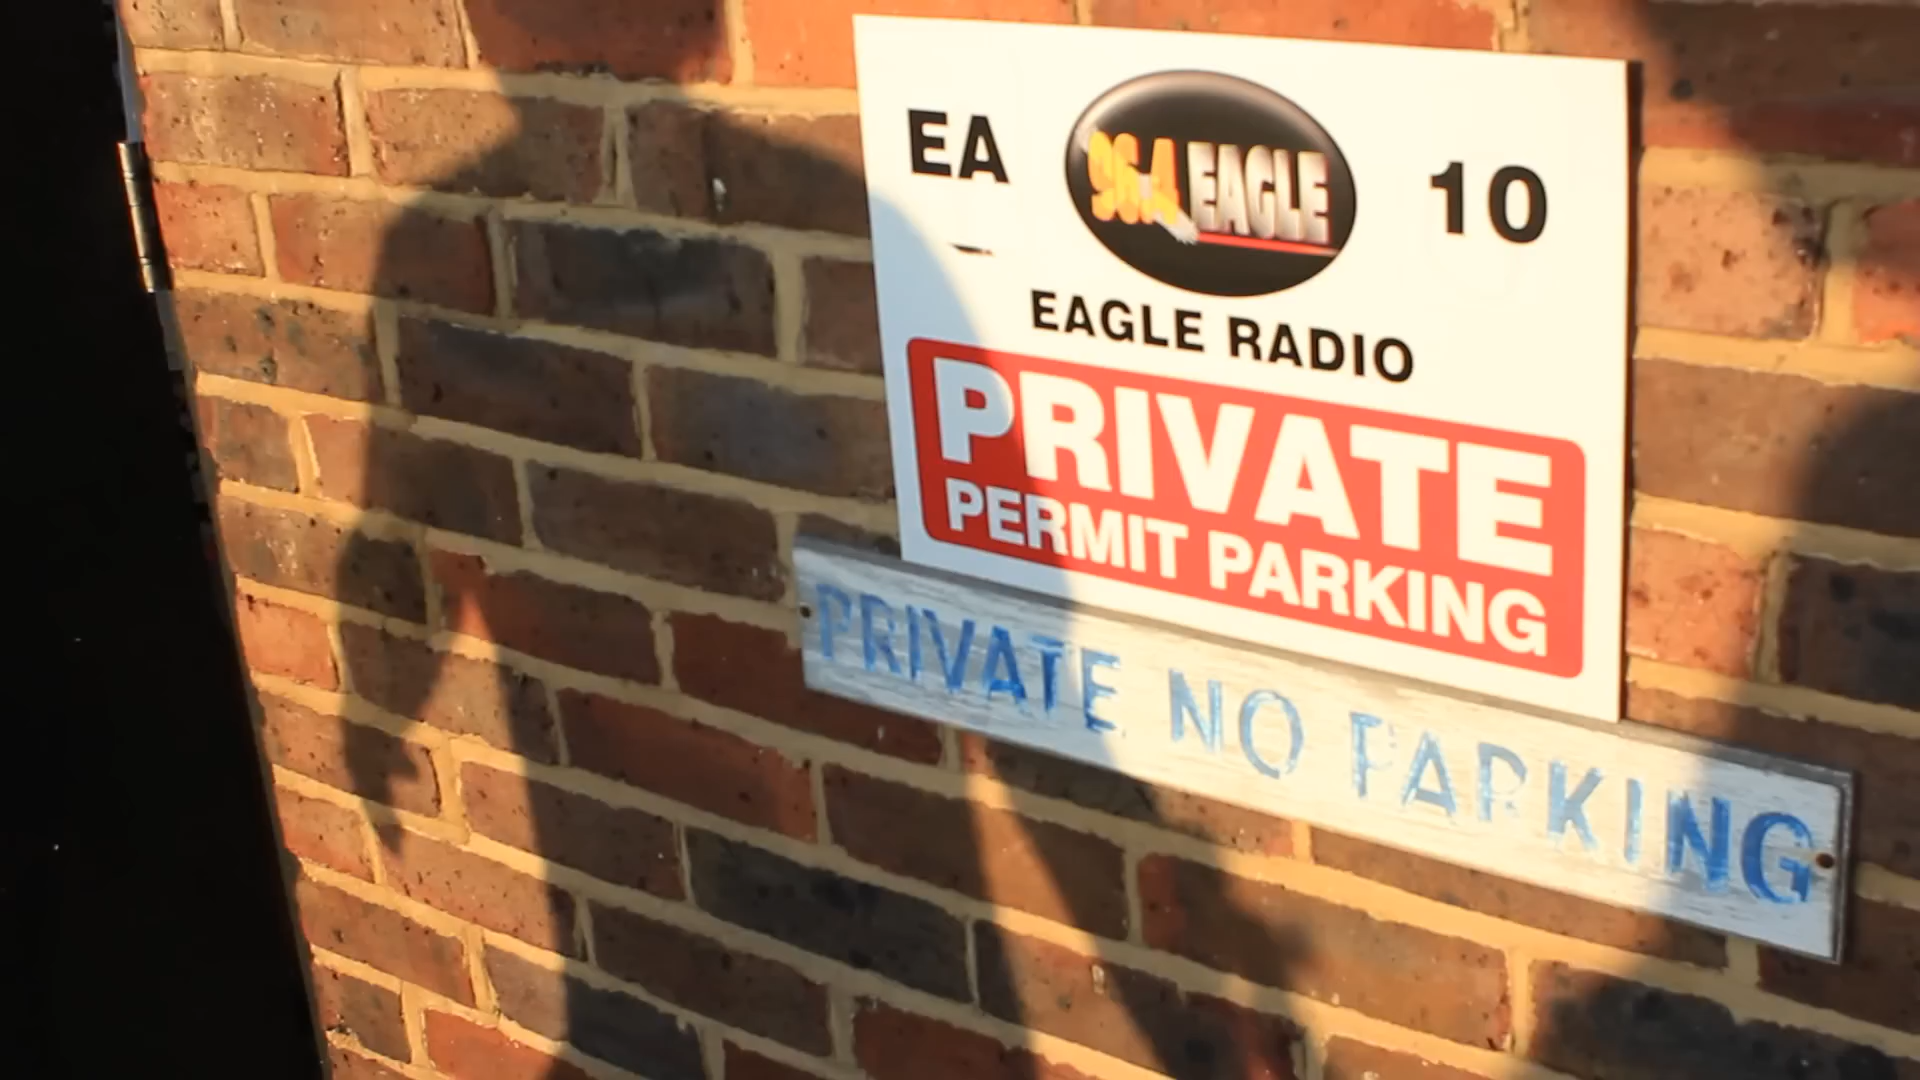 EA 96.4 EAGLE 10
EAGLE RADIO
PRIVATE
PERMIT PARKING
PRIVATE NO PARKING